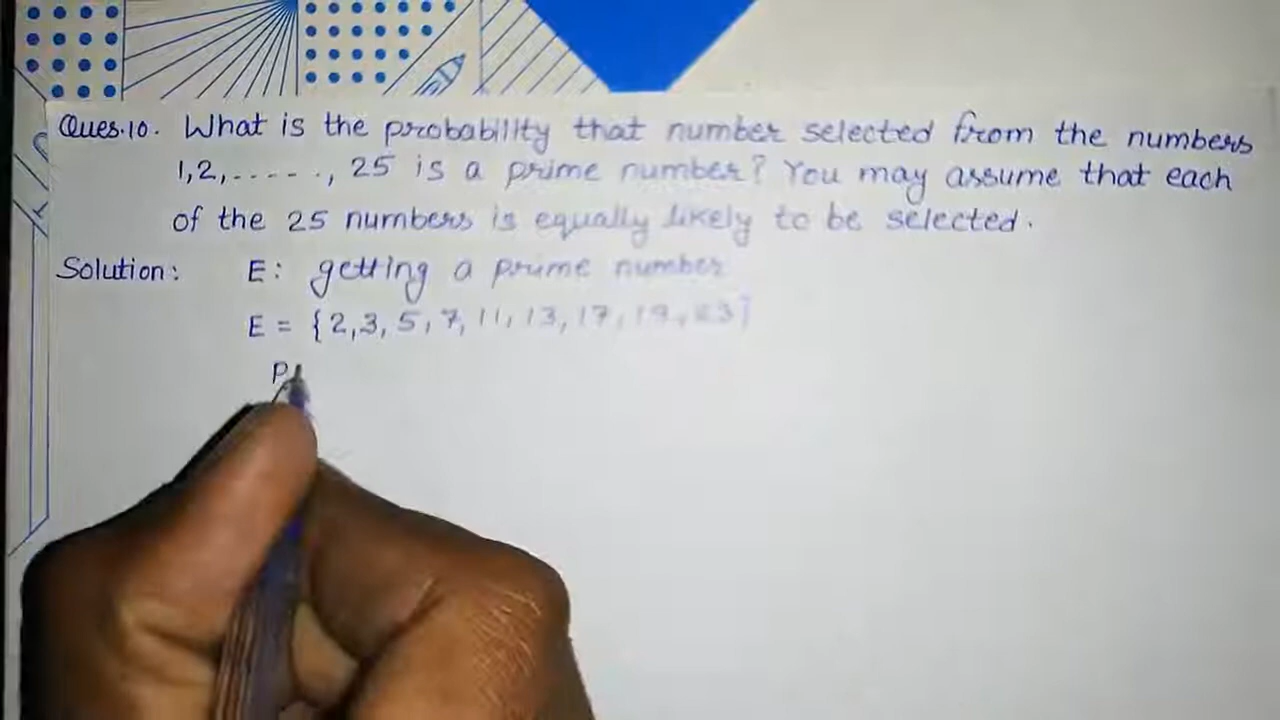 Ques.10. What is the probability that number selected from the numbers
1,2,-----., 25 is a prime number? You may assume that each
of the 25 numbers is equally likely to be selected.
Solution: E: getting a prime number
E = {2,3, 5, 7, 11, 13, 17, 19, 23}
P(